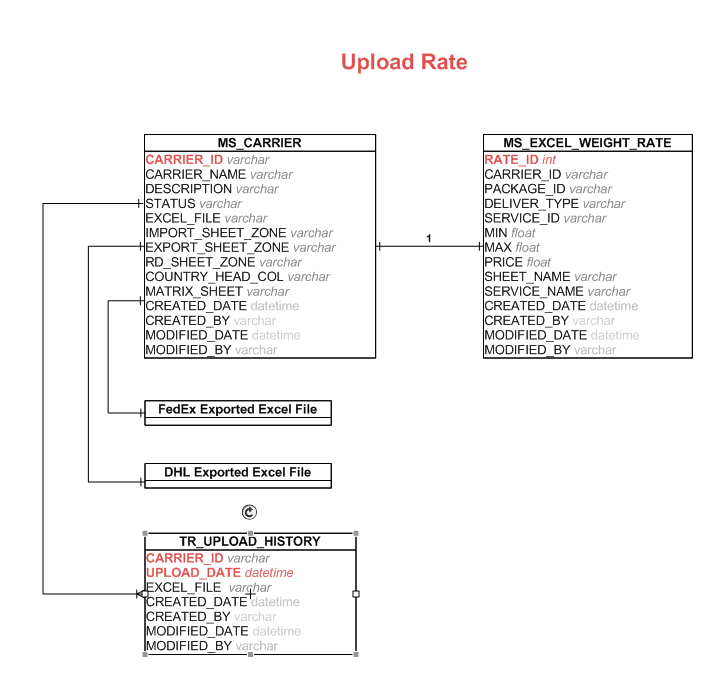 Upload Rate
MS_CARRIER
CARRIER_ID varchar
CARRIER_NAME varchar
DESCRIPTION varchar
STATUS varchar
EXCEL_FILE varchar
IMPORT_SHEET_ZONE varchar
EXPORT_SHEET_ZONE varchar
RD_SHEET_ZONE varchar
COUNTRY_HEAD_COL varchar
MATRIX_SHEET varchar
CREATED_DATE datetime
CREATED_BY varchar
MODIFIED_DATE datetime
MODIFIED_BY varchar
1
MS_EXCEL_WEIGHT_RATE
RATE_ID int
CARRIER_ID varchar
PACKAGE_ID varchar
DELIVER_TYPE varchar
SERVICE_ID varchar
MIN float
MAX float
PRICE float
SHEET_NAME varchar
SERVICE_NAME varchar
CREATED_DATE datetime
CREATED_BY varchar
MODIFIED_DATE datetime
MODIFIED_BY varchar
FedEx Exported Excel File
DHL Exported Excel File
TR_UPLOAD_HISTORY
CARRIER_ID varchar
UPLOAD_DATE datetime
EXCEL_FILE varchar
CREATED_DATE datetime
CREATED_BY varchar
MODIFIED_DATE datetime
MODIFIED_BY varchar